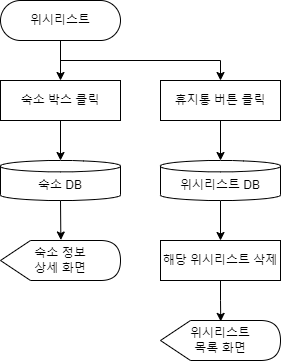 위시리스트
숙소 박스 클릭
휴지통 버튼 클릭
숙소 DB
위시리스트 DB
숙소 정보
상세 화면
해당 위시리스트 삭제
위시리스트
목록 화면